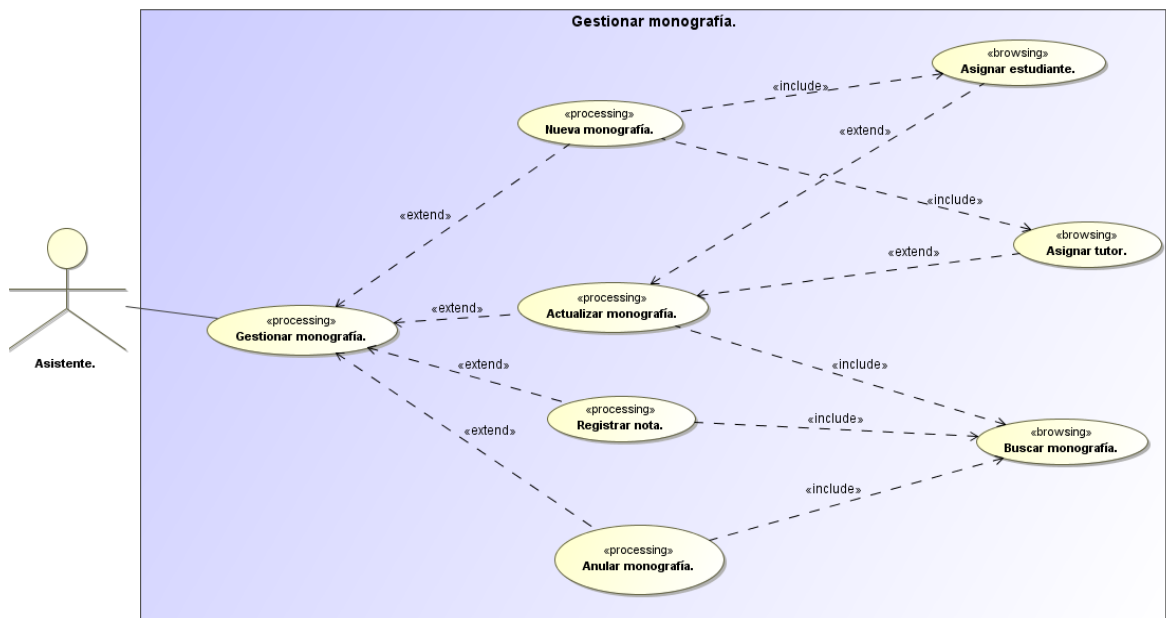 Gestionar monografía.
«browsing»
Asignar estudiante.
«include»
«processing»
Nueva monografía.
«extend»
«extend»
«include»
«browsing»
Asignar tutor.
«extend»
«processing»
Actualizar monografía.
«extend»
«processing»
Gestionar monografía.
Asistente.
«extend»
«include»
«processing»
Registrar nota.
«include»
«extend»
«browsing»
Buscar monografía.
«include»
«processing»
Anular monografía.